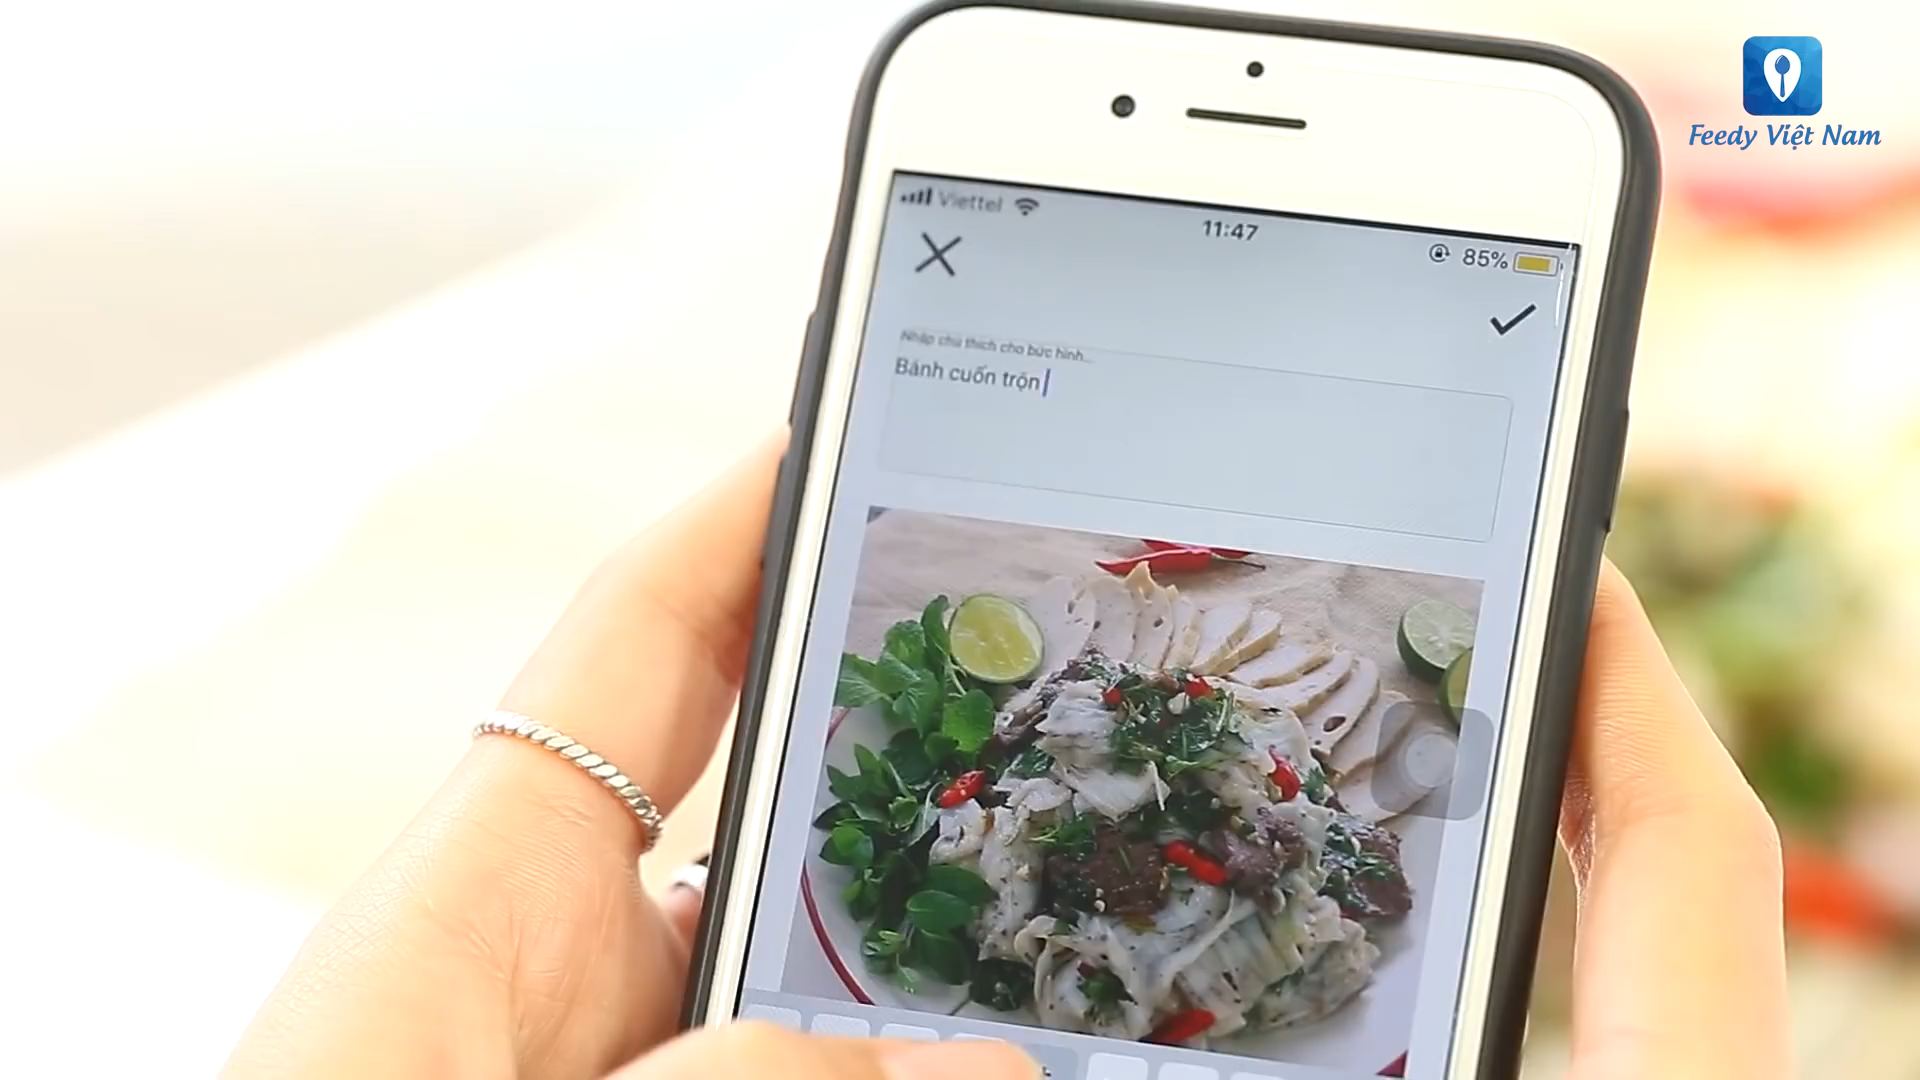 Feedy Việt Nam
Viettel
11:47
85%
Nhập chú thích cho bức hình...
Bánh cuốn trộn